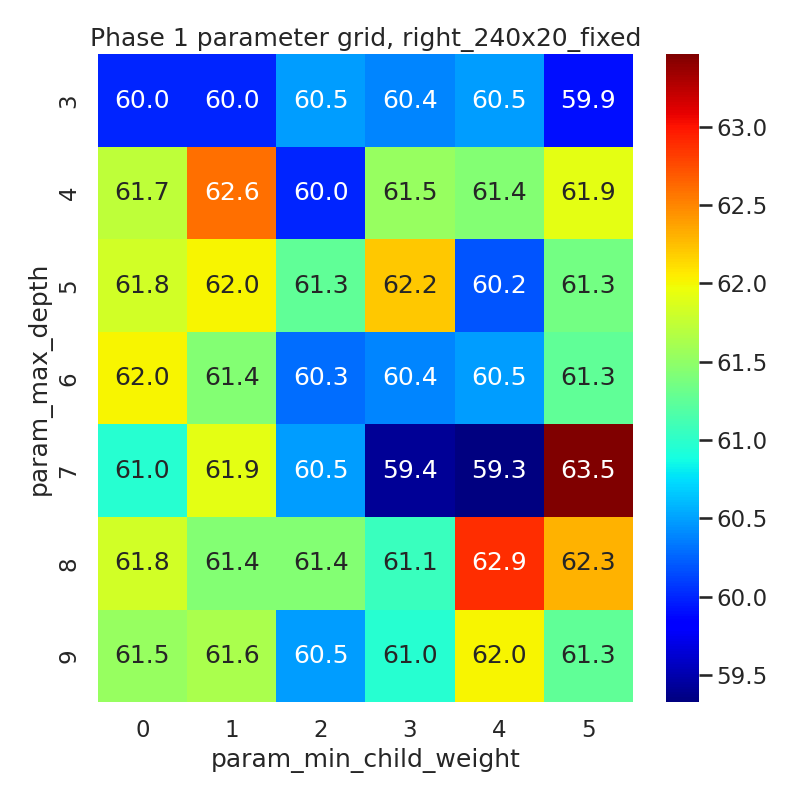 Phase 1 parameter grid, right_240x20_fixed
3 60.0 60.0 60.5 60.4 60.5 59.9
4 61.7 62.6 60.0 61.5 61.4 61.9
5 61.8 62.0 61.3 62.2 60.2 61.3
6 62.0 61.4 60.3 60.4 60.5 61.3
7 61.0 61.9 60.5 59.4 59.3 63.5
8 61.8 61.4 61.4 61.1 62.9 62.3
9 61.5 61.6 60.5 61.0 62.0 61.3
0 1 2 3 4 5
param_min_child_weight
param_max_depth
63.0
62.5
62.0
61.5
61.0
60.5
60.0
59.5